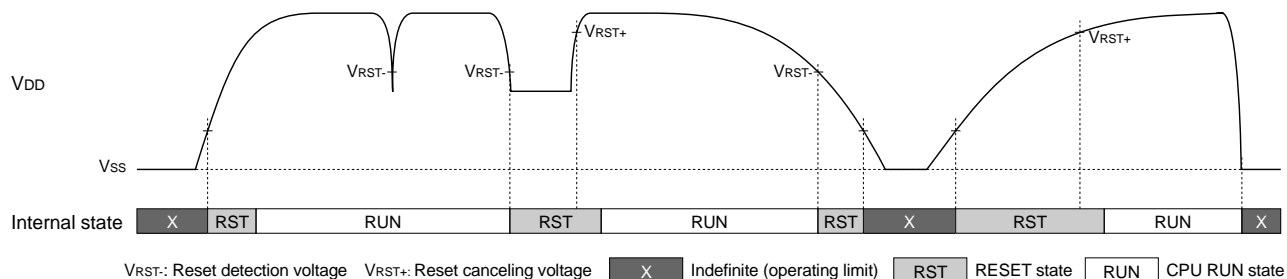 VRST+
VRST+
VRST-
VRST-
VRST-
VDD
VSS
Internal state X RST RUN RST RUN RST X RST RUN X
VRST-: Reset detection voltage VRST+: Reset canceling voltage X Indefinite (operating limit) RST RESET state RUN CPU RUN state